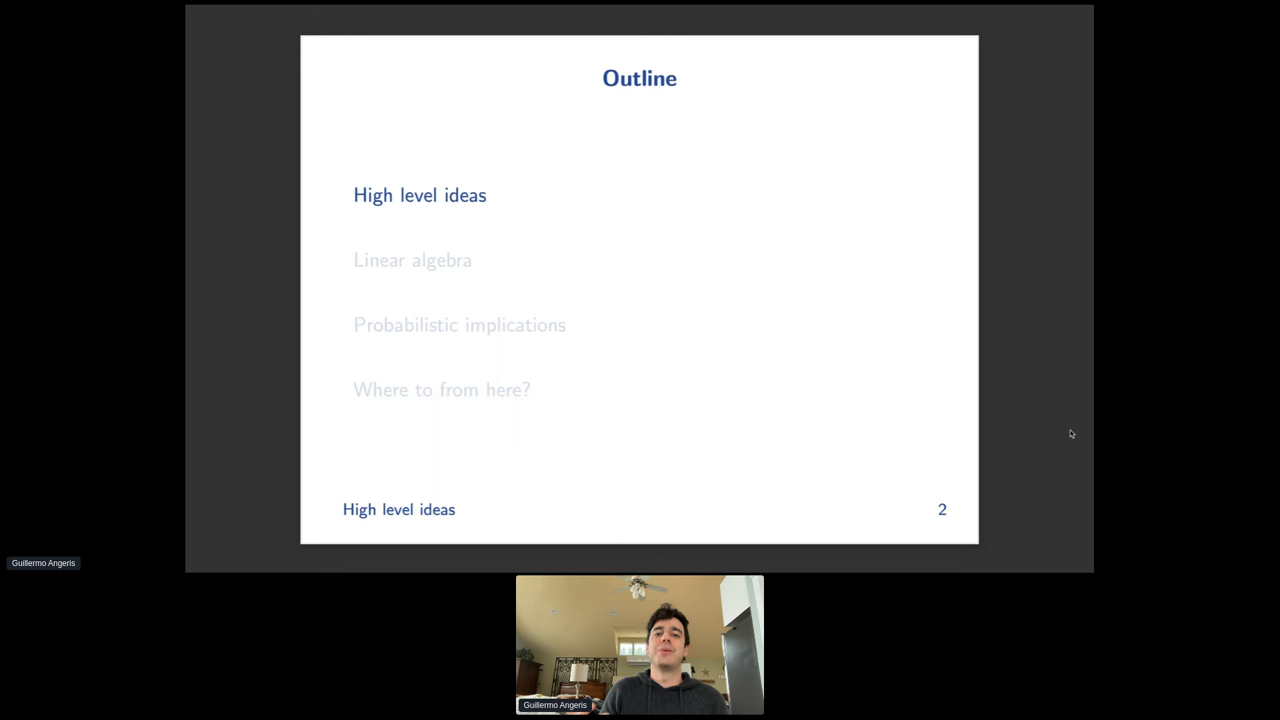 Outline
High level ideas
Linear algebra
Probabilistic implications
Where to from here?
High level ideas 2
Guillermo Angeris
Guillermo Angeris